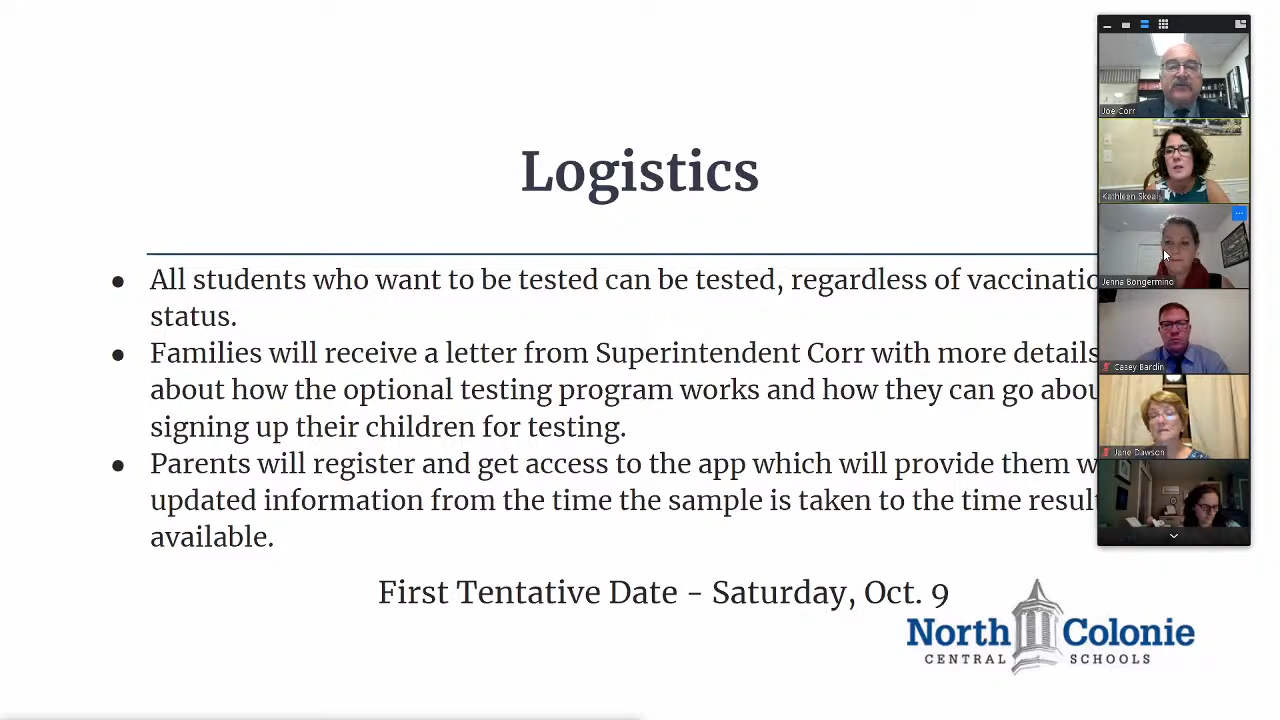 Logistics
● All students who want to be tested can be tested, regardless of vaccinatio
status.
● Families will receive a letter from Superintendent Corr with more details
about how the optional testing program works and how they can go abou
signing up their children for testing.
● Parents will register and get access to the app which will provide them w
updated information from the time the sample is taken to the time result
available.
First Tentative Date - Saturday, Oct. 9
North Colonie
CENTRAL SCHOOLS
Joe Corr
Kathleen Skeals
Jenna Bongermino
Casey Bardin
Jane Dawson